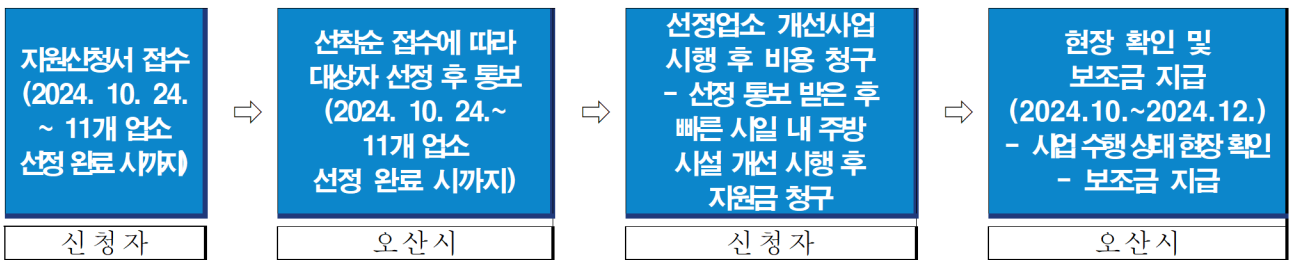 지원신청서 접수
(2024. 10. 24.
~ 11개 업소
선정 완료 시까지)
신청자
⇨
선착순 접수에 따라
대상자 선정 후 통보
(2024. 10. 24.~
11개 업소
선정 완료 시까지)
오산시
⇨
선정업소 개선사업
시행 후 비용 청구
- 선정 통보 받은 후
빠른 시일 내 주방
시설 개선 시행 후
지원금 청구
신청자
⇨
현장 확인 및
보조금 지급
(2024.10.~2024.12.)
- 사업 수행 상태 현장 확인
- 보조금 지급
오산시